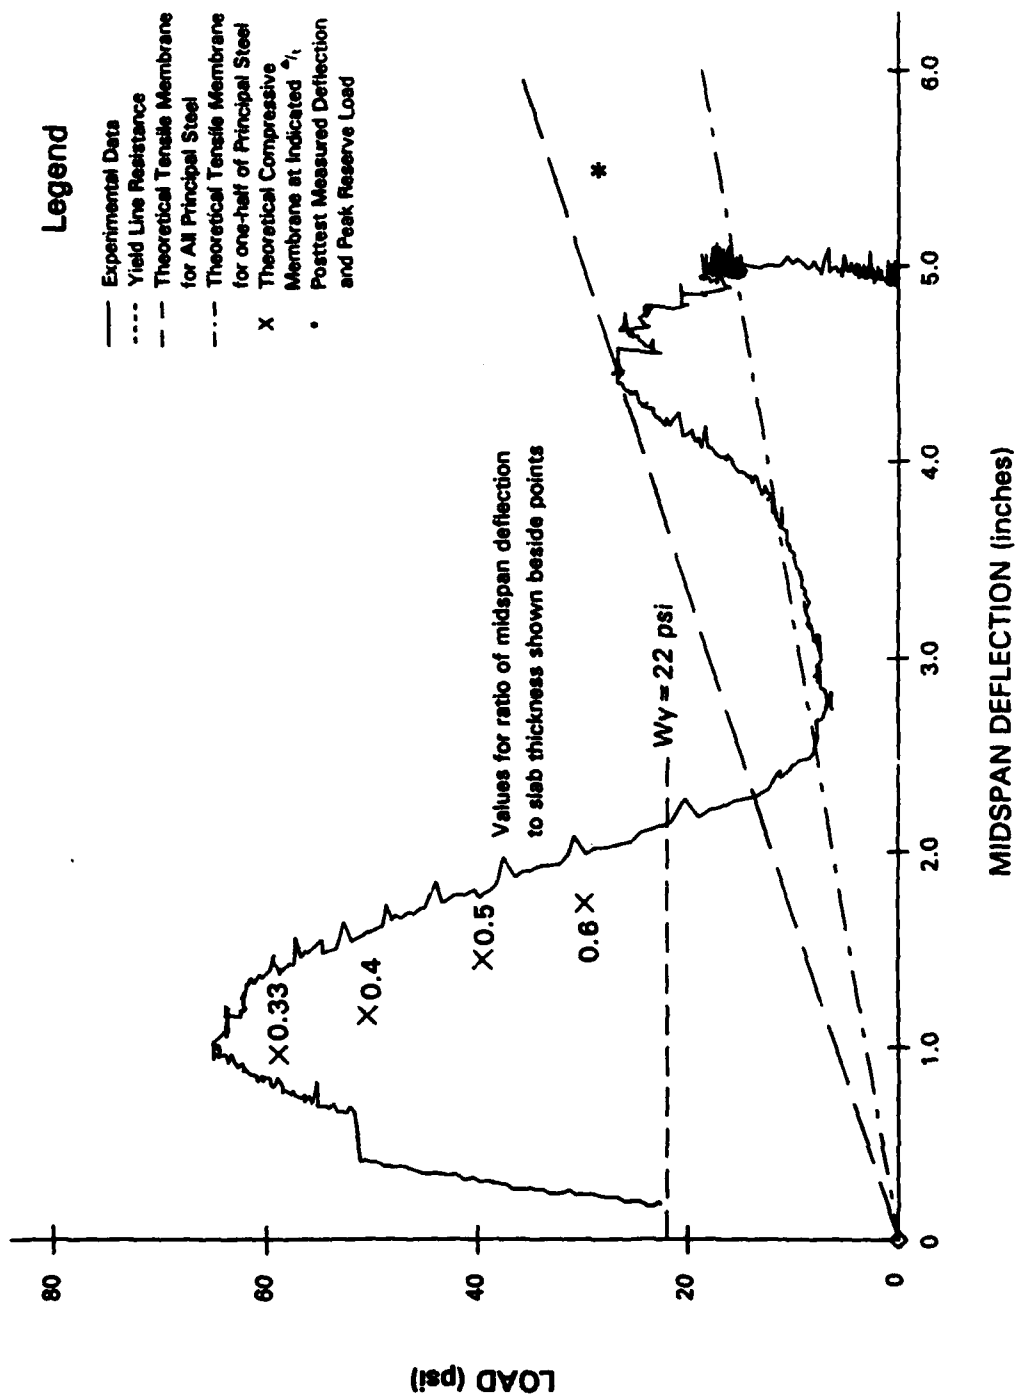 Legend
Experimental Data
Yield Line Resistance
Theoretical Tensile Membrane
for All Principal Steel
Theoretical Tensile Membrane
for one-half of Principal Steel
X Theoretical Compressive
Membrane at Indicated Δ/t
Posttest Measured Deflection
and Peak Reserve Load
Values for ratio of midspan deflection
to slab thickness shown beside points
Wy = 22 psi
0.33
0.4
0.5
0.6
LOAD (psi)
80
60
40
20
0
0
1.0
2.0
3.0
4.0
5.0
6.0
MIDSPAN DEFLECTION (inches)